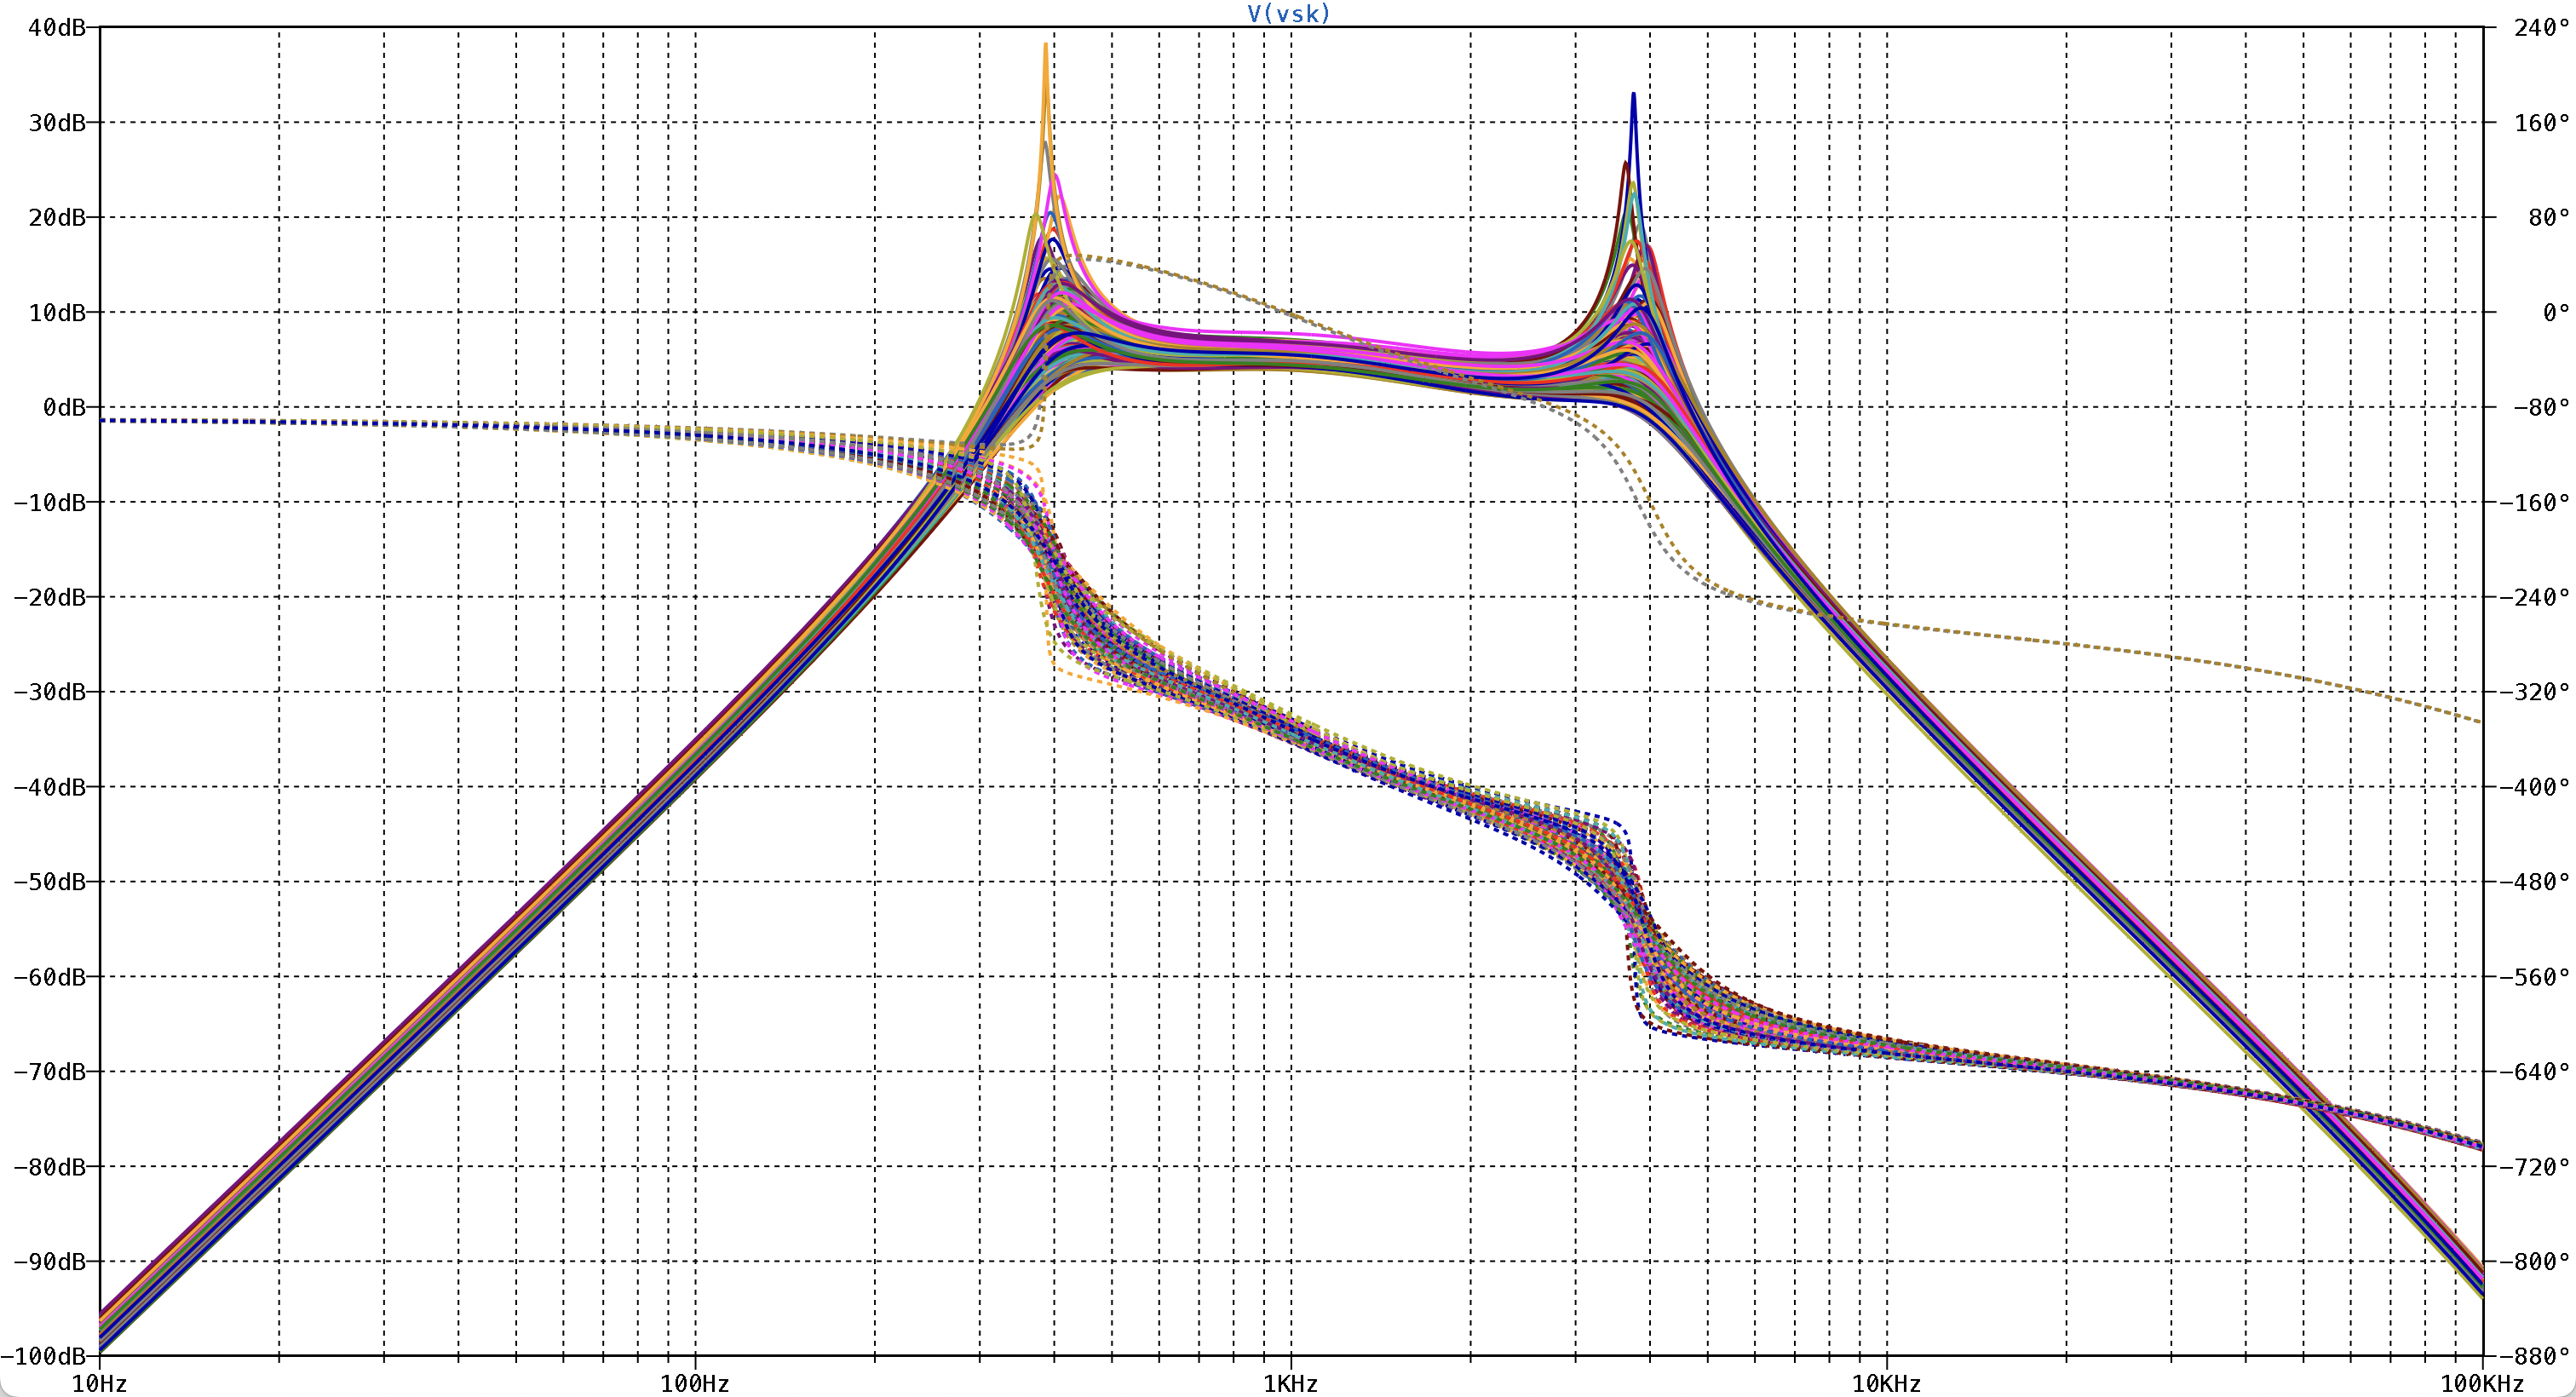 V(vsk)
40dB 240°
30dB 160°
20dB 80°
10dB 0°
0dB −80°
−10dB −160°
−20dB −240°
−30dB −320°
−40dB −400°
−50dB −480°
−60dB −560°
−70dB −640°
−80dB −720°
−90dB −800°
−100dB −880°
10Hz 100Hz 1KHz 10KHz 100KHz